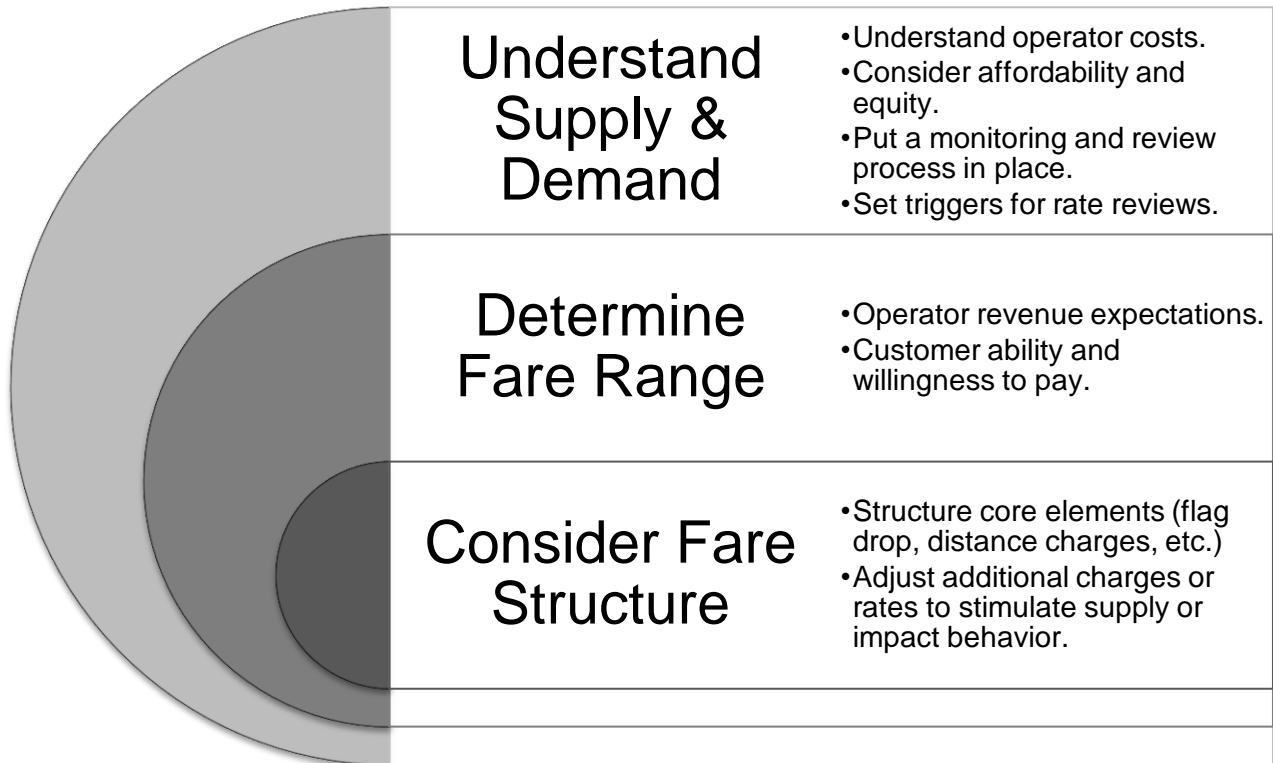 Understand
Supply &
Demand
•Understand operator costs.
•Consider affordability and
equity.
•Put a monitoring and review
process in place.
•Set triggers for rate reviews.
Determine
Fare Range
•Operator revenue expectations.
•Customer ability and
willingness to pay.
Consider Fare
Structure
•Structure core elements (flag
drop, distance charges, etc.)
•Adjust additional charges or
rates to stimulate supply or
impact behavior.